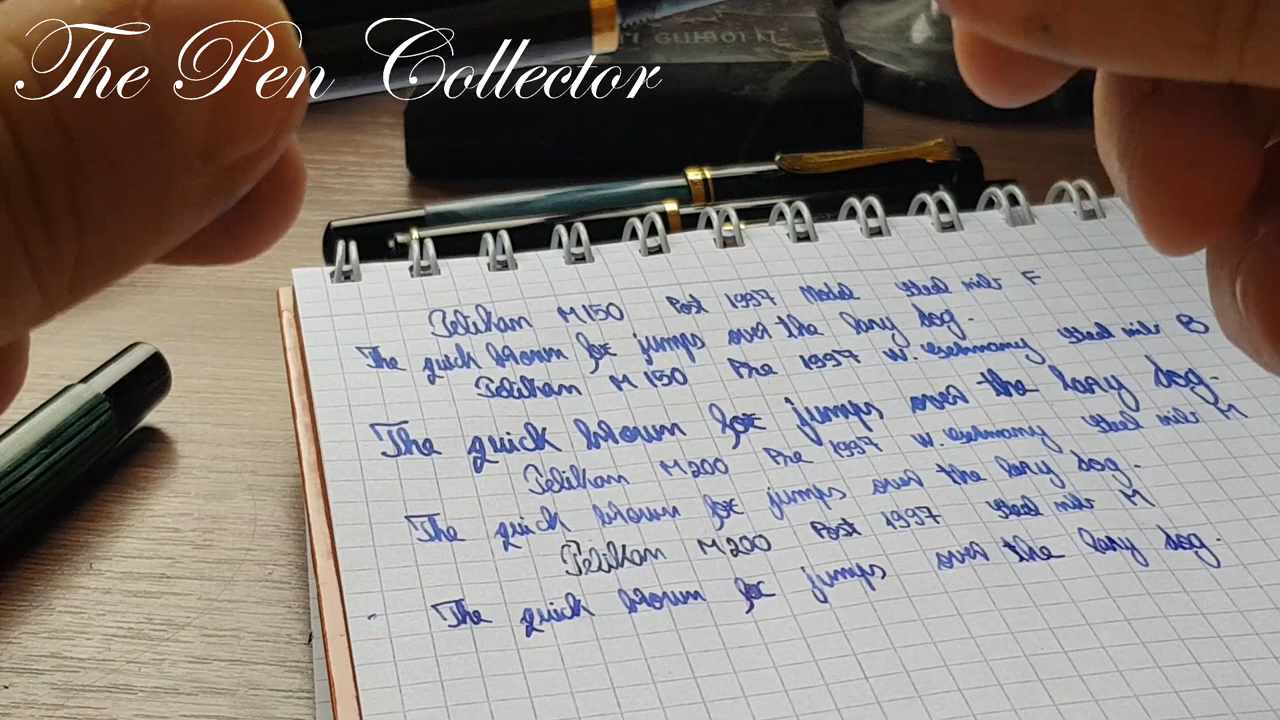 The Pen Collector
Pelikan M150 Post 1997 Model Steel nib F
The quick brown fox jumps over the lazy dog.
Pelikan M150 Pre 1997 W. Germany Steel nib B
The quick brown fox jumps over the lazy dog.
Pelikan M200 Pre 1997 W. Germany Steel nib M
The quick brown fox jumps over the lazy dog.
Pelikan M200 Post 1997 Steel nib M
The quick brown fox jumps over the lazy dog.